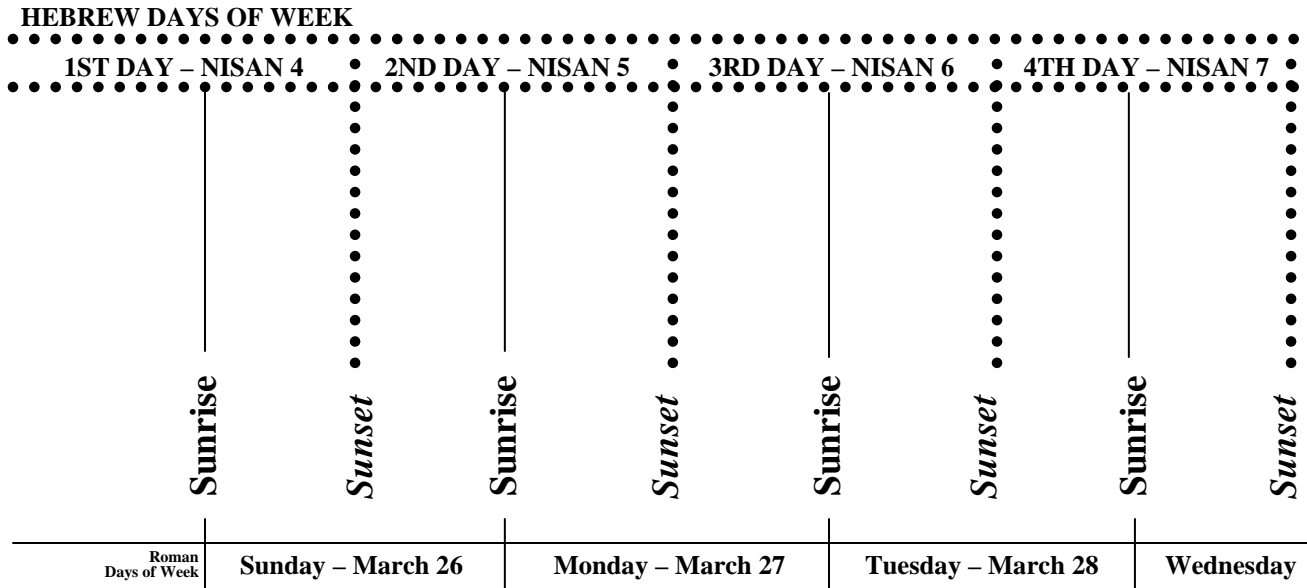 HEBREW DAYS OF WEEK
1ST DAY – NISAN 4 2ND DAY – NISAN 5 3RD DAY – NISAN 6 4TH DAY – NISAN 7
Sunrise Sunset Sunrise Sunset Sunrise Sunset Sunrise Sunset
Roman
Days of Week Sunday – March 26 Monday – March 27 Tuesday – March 28 Wednesday